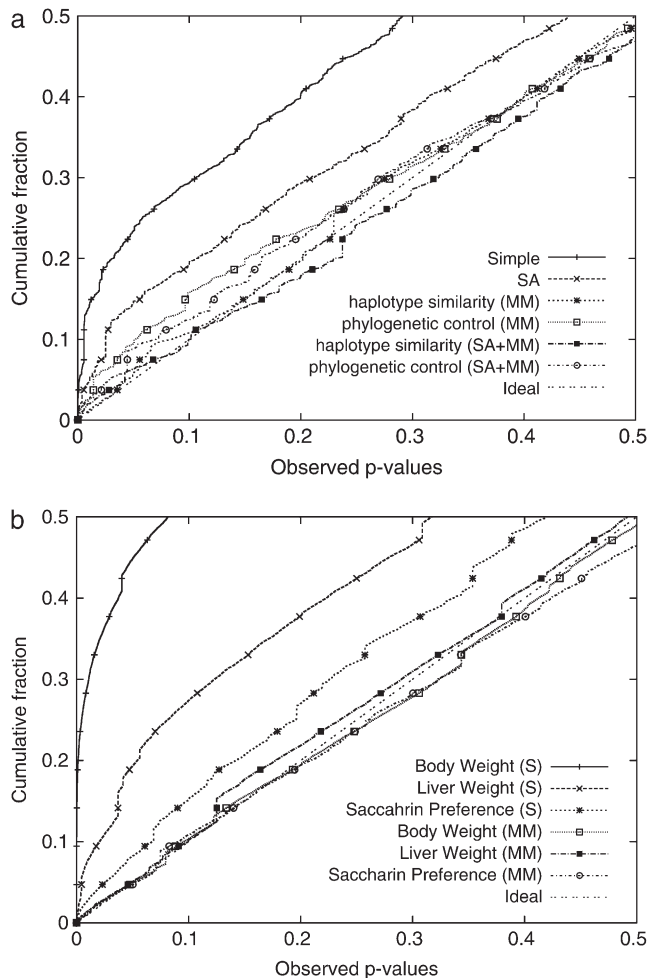 a
0.5
0.4
0.3
0.2
0.1
0
Cumulative fraction
Simple
SA
haplotype similarity (MM)
phylogenetic control (MM)
haplotype similarity (SA+MM)
phylogenetic control (SA+MM)
Ideal
0 0.1 0.2 0.3 0.4 0.5
Observed p-values
b
0.5
0.4
0.3
0.2
0.1
0
Cumulative fraction
Body Weight (S)
Liver Weight (S)
Saccahrin Preference (S)
Body Weight (MM)
Liver Weight (MM)
Saccharin Preference (MM)
Ideal
0 0.1 0.2 0.3 0.4 0.5
Observed p-values